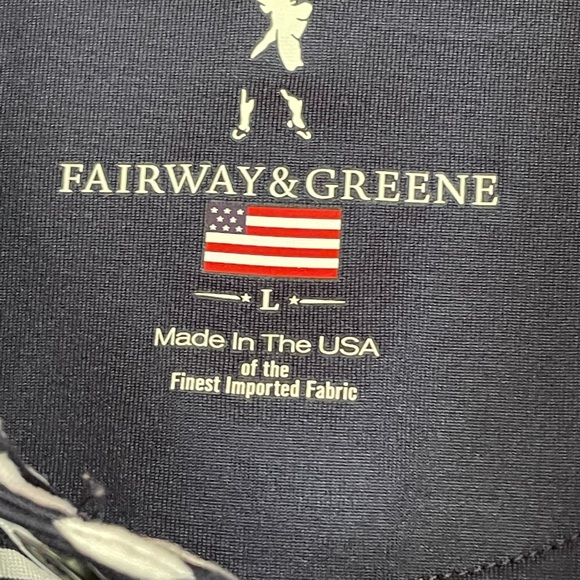 FAIRWAY&GREENE
L
Made In The USA
of the
Finest Imported Fabric